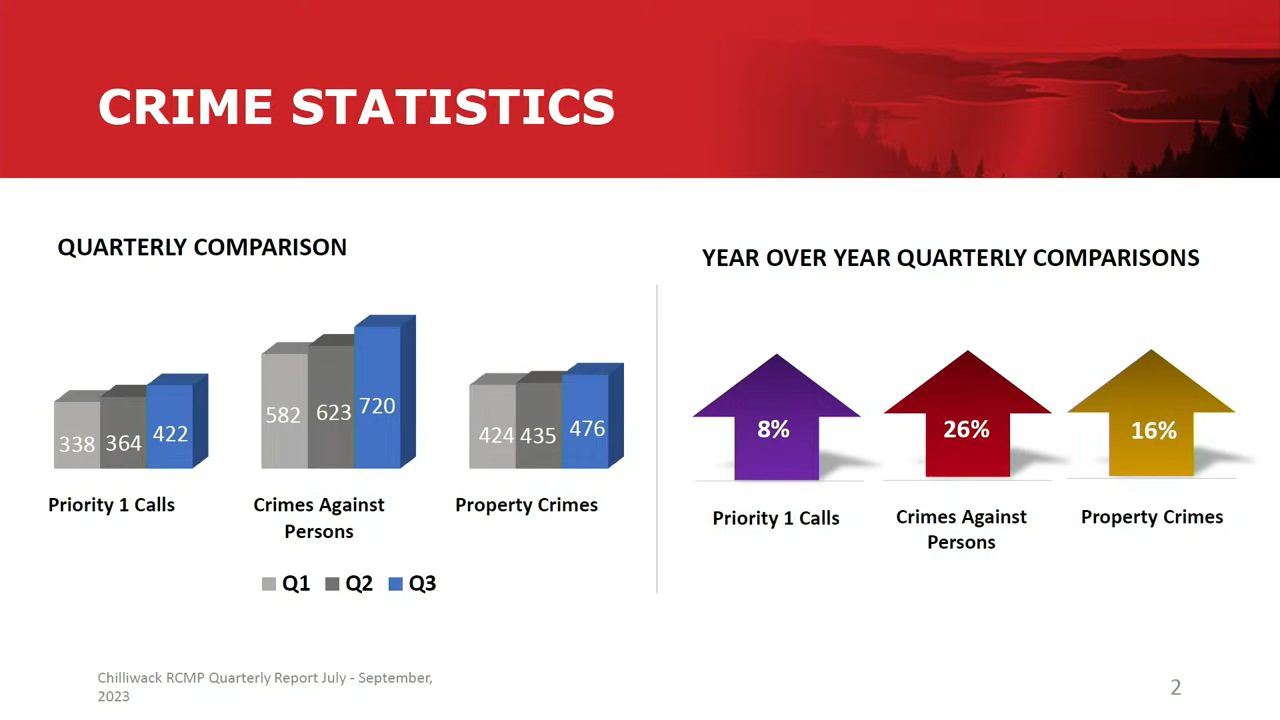 CRIME STATISTICS
QUARTERLY COMPARISON
338 364 422
582 623 720
424 435 476
Priority 1 Calls
Crimes Against
Persons
Property Crimes
Q1 Q2 Q3
YEAR OVER YEAR QUARTERLY COMPARISONS
8%
26%
16%
Priority 1 Calls
Crimes Against
Persons
Property Crimes
Chilliwack RCMP Quarterly Report July - September,
2023
2